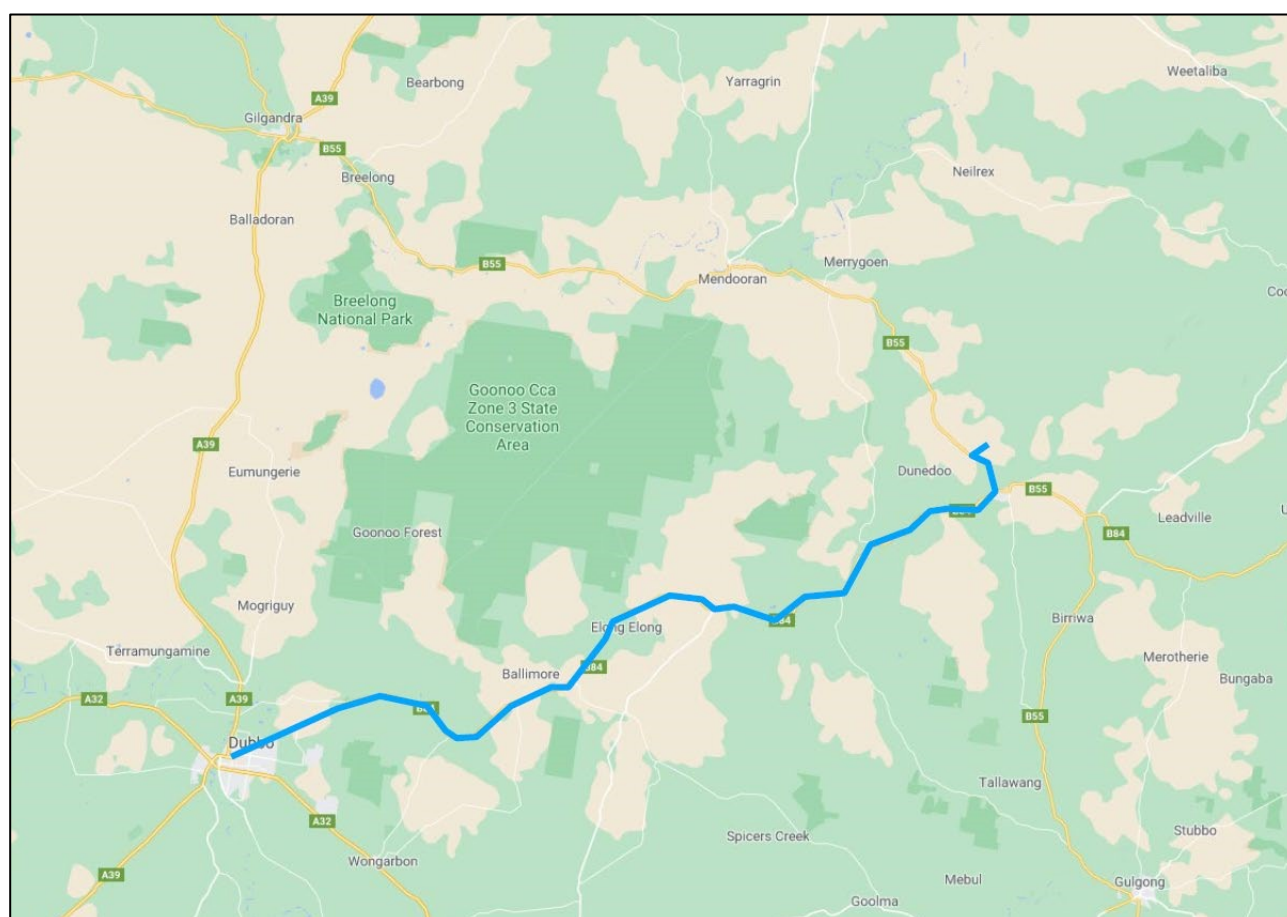 Bearbong
Yarragrin
Weetaliba
A39
Gilgandra
B55
Breelong
Neilrex
Balladoran
Merrygoen
B55
Mendooran
Breelong
National Park
B55
Goonoo Cca
Zone 3 State
Conservation
Area
A39
Eumungerie
Dunedoo
B55
Leadville
B84
Goonoo Forest
Mogriguy
Elong Elong
B84
Birriwa
Terramungamine
Ballimore
B84
Merotherie
Bungaba
A32
A39
B55
Dubbo
Tallawang
A32
Spicers Creek
Stubbo
Wongarbon
A39
Mebul
Gulgong
Goolma